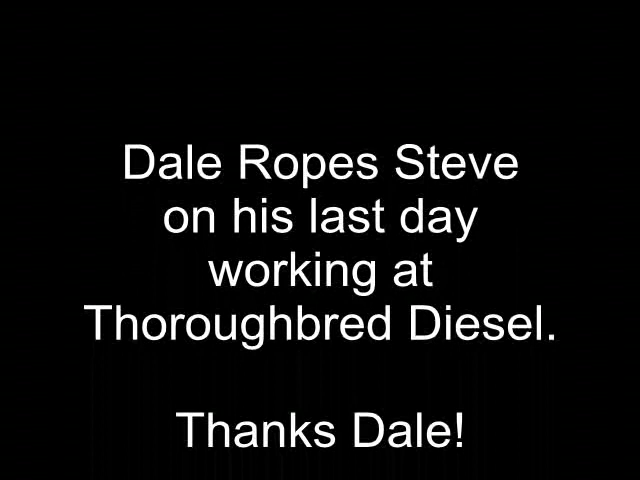 Dale Ropes Steve
on his last day
working at
Thoroughbred Diesel.
Thanks Dale!